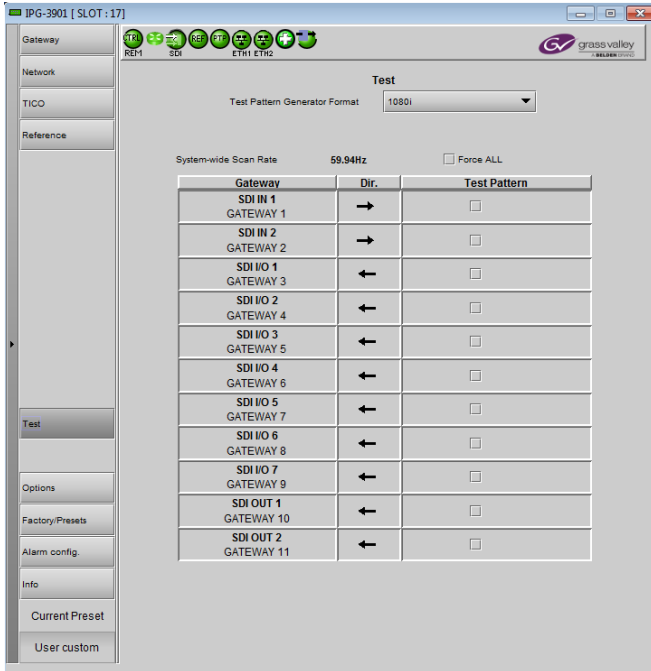 IPG-3901 [ SLOT : 17]
Gateway
Network
TICO
Reference
Test
Options
Factory/Presets
Alarm config.
Info
Current Preset
User custom
CTRL REF PTP
REM SDI ETH1 ETH2
GV grassvalley
A BELDEN BRAND
Test
Test Pattern Generator Format 1080i
System-wide Scan Rate 59.94Hz Force ALL
Gateway Dir. Test Pattern
SDI IN 1
GATEWAY 1
SDI IN 2
GATEWAY 2
SDI I/O 1
GATEWAY 3
SDI I/O 2
GATEWAY 4
SDI I/O 3
GATEWAY 5
SDI I/O 4
GATEWAY 6
SDI I/O 5
GATEWAY 7
SDI I/O 6
GATEWAY 8
SDI I/O 7
GATEWAY 9
SDI OUT 1
GATEWAY 10
SDI OUT 2
GATEWAY 11